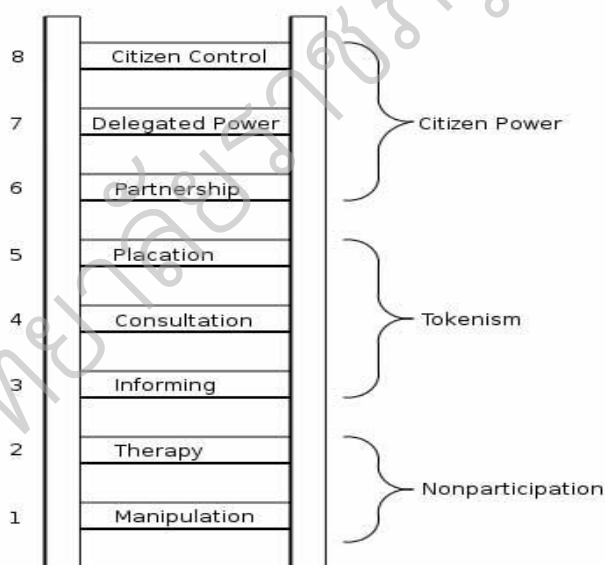 8 Citizen Control
7 Delegated Power Citizen Power
6 Partnership
5 Placation
4 Consultation Tokenism
3 Informing
2 Therapy
Nonparticipation
1 Manipulation